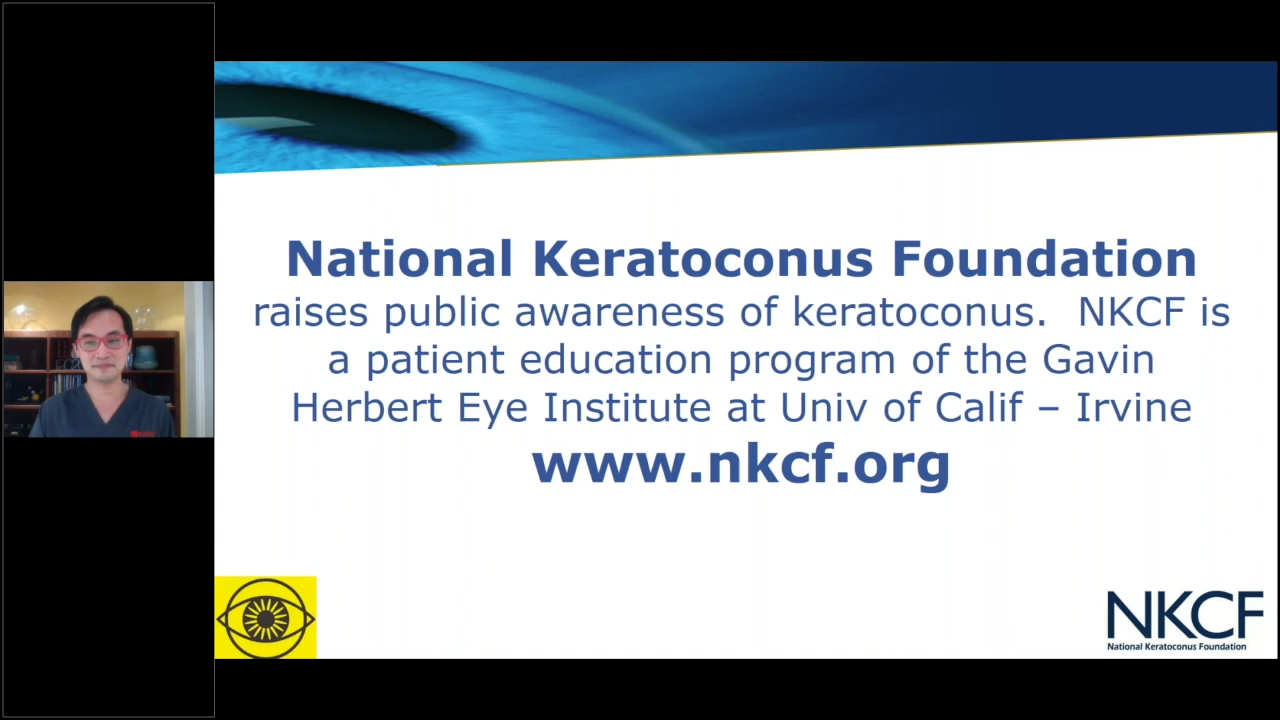 National Keratoconus Foundation
raises public awareness of keratoconus.  NKCF is
a patient education program of the Gavin
Herbert Eye Institute at Univ of Calif – Irvine
www.nkcf.org
NKCF
National Keratoconus Foundation